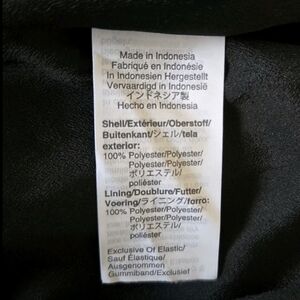 Made in Indonesia
Fabriqué en Indonésie
In Indonesien Hergestellt
Vervaardigd in Indonesië
インドネシア製
Hecho en Indonesia
Shell/Extérieur/Oberstoff/
Buitenkant/シェル/tela
exterior:
100% Polyester/Polyester/
Polyester/Polyester/
ポリエステル/
poliéster
Lining/Doublure/Futter/
Voering/ライニング/forro:
100% Polyester/Polyester/
Polyester/Polyester/
ポリエステル/
poliéster
Exclusive Of Elastic/
Sauf Élastique/
Ausgenommen
Gummiband/Exclusief